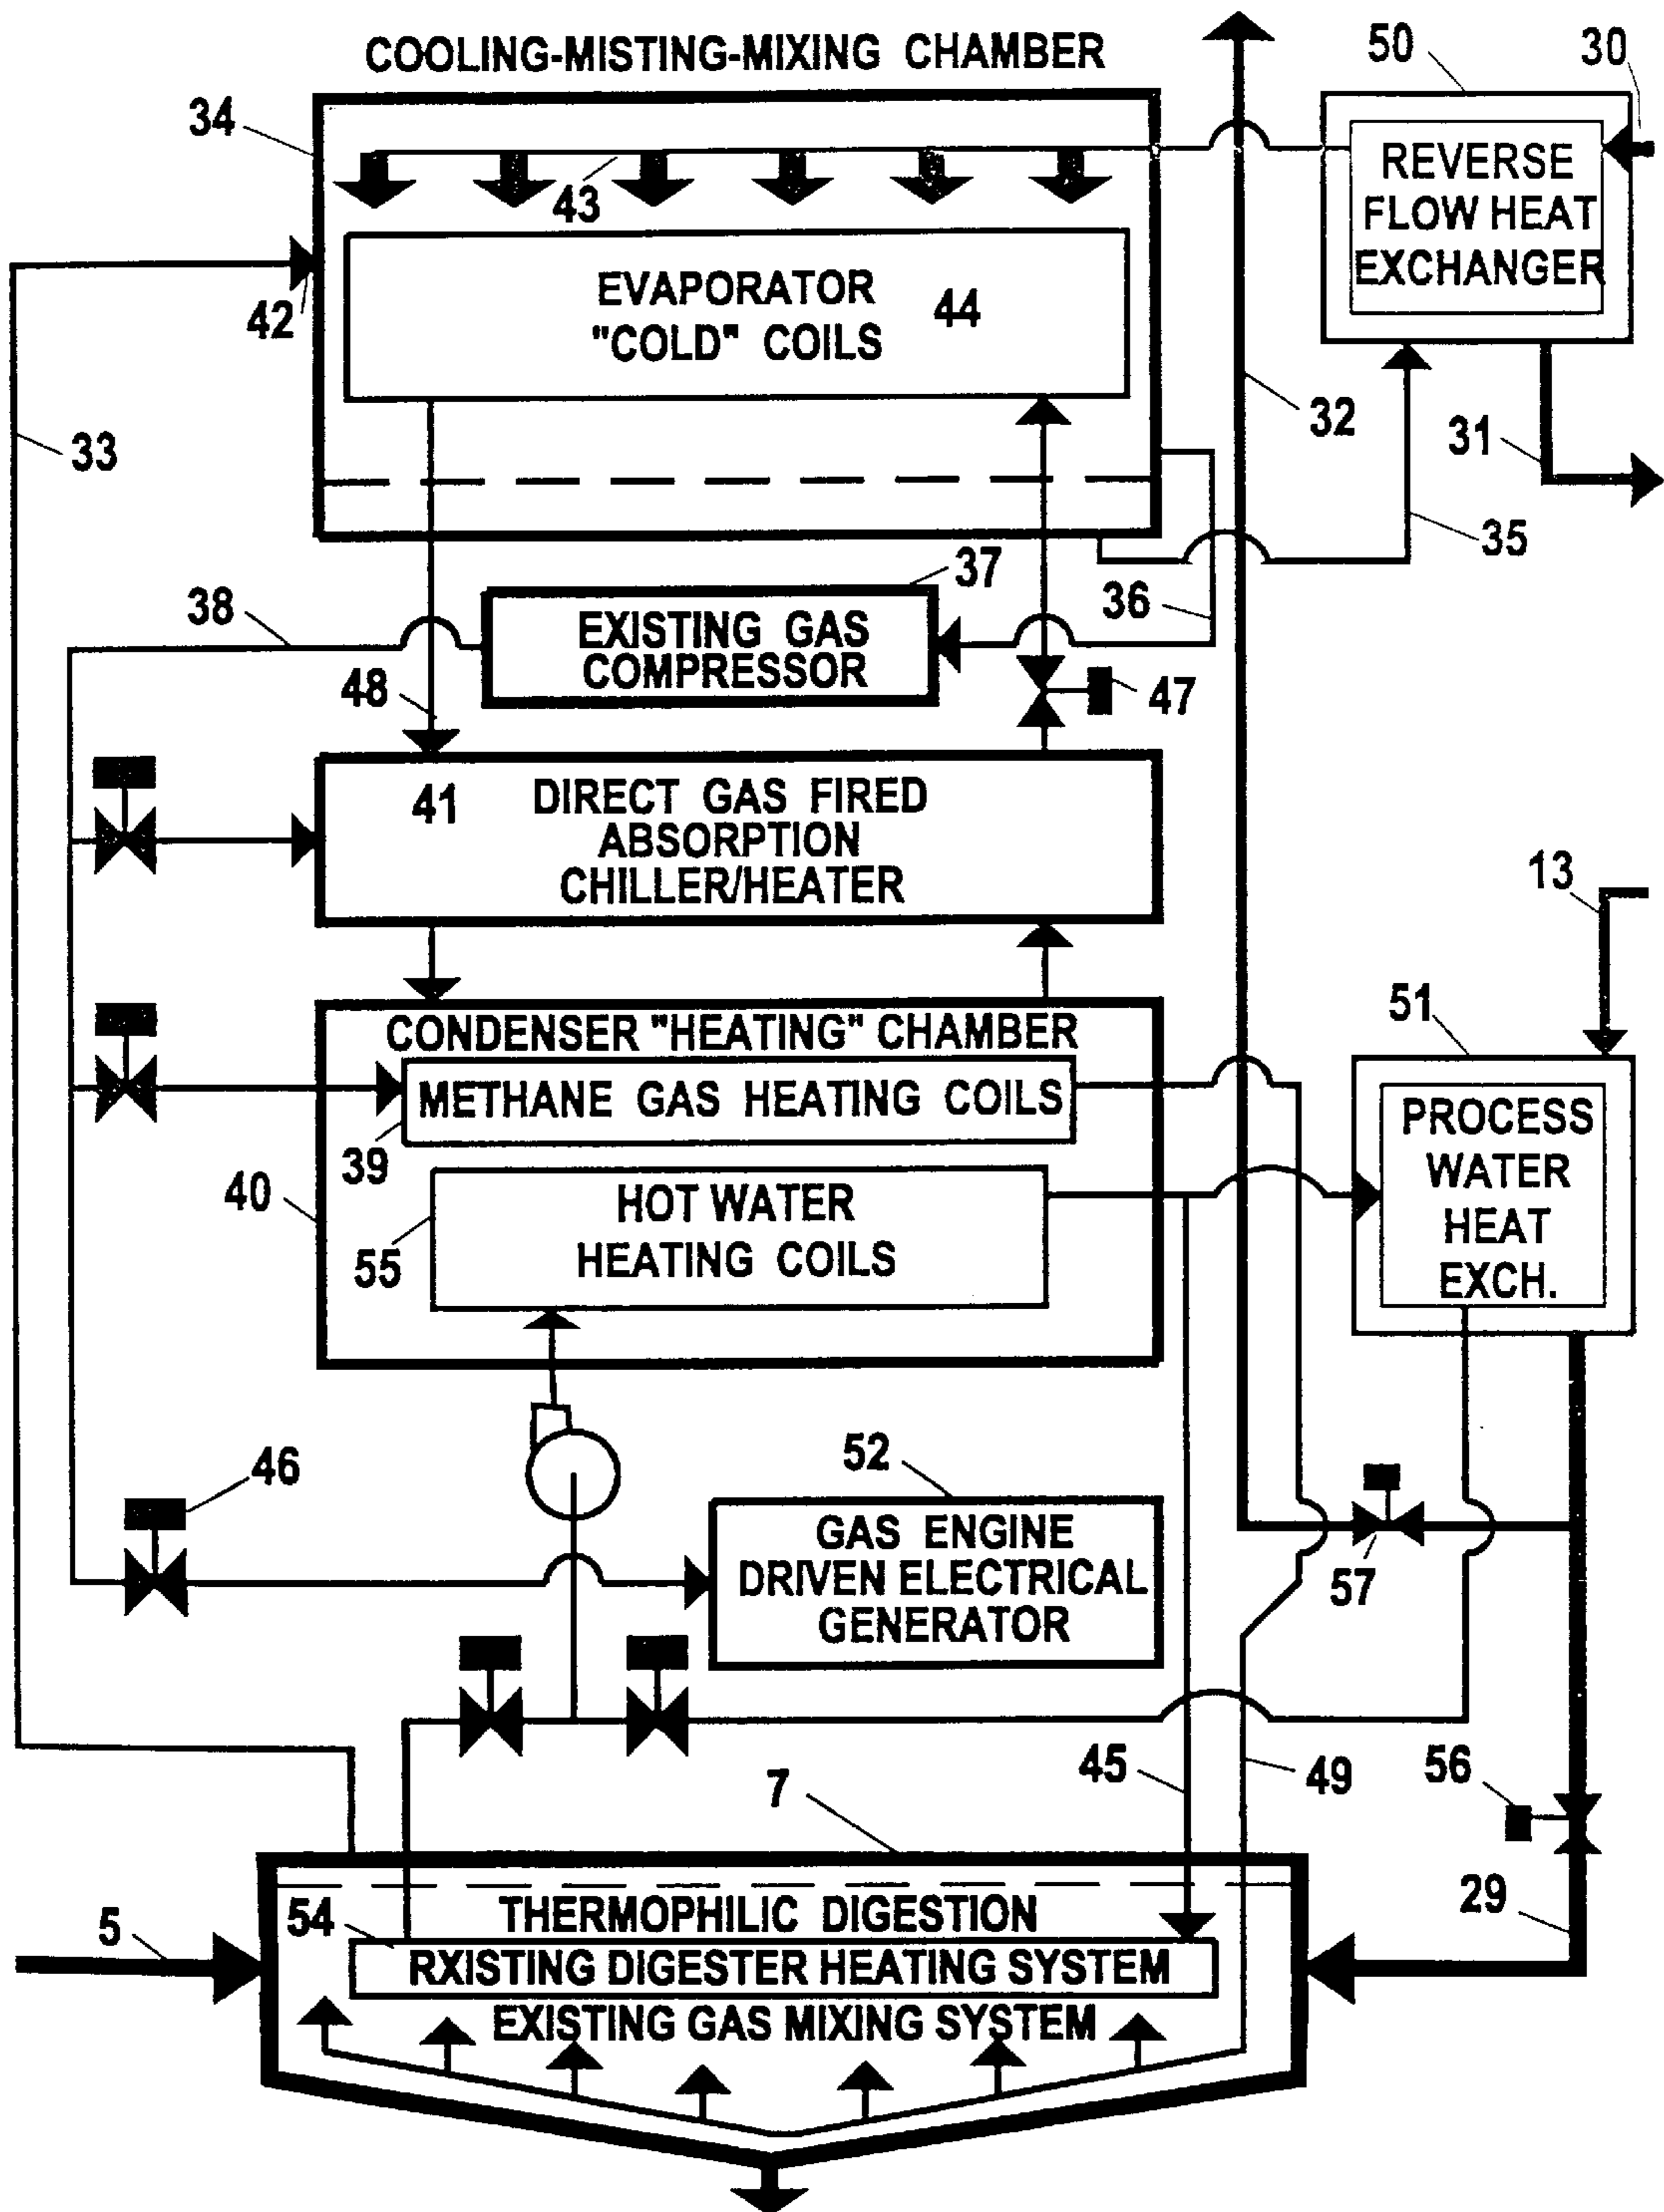 COOLING-MISTING-MIXING CHAMBER
50
30
34
43
REVERSE
FLOW HEAT
EXCHANGER
42
EVAPORATOR
"COLD" COILS
44
33
32
31
35
37
36
38
EXISTING GAS
COMPRESSOR
48
47
41
DIRECT GAS FIRED
ABSORPTION
CHILLER/HEATER
13
51
CONDENSER "HEATING" CHAMBER
METHANE GAS HEATING COILS
39
40
HOT WATER
HEATING COILS
55
PROCESS
WATER
HEAT
EXCH.
46
52
GAS ENGINE
DRIVEN ELECTRICAL
GENERATOR
57
45
49
56
7
5
54
THERMOPHILIC DIGESTION
29
RXISTING DIGESTER HEATING SYSTEM
EXISTING GAS MIXING SYSTEM